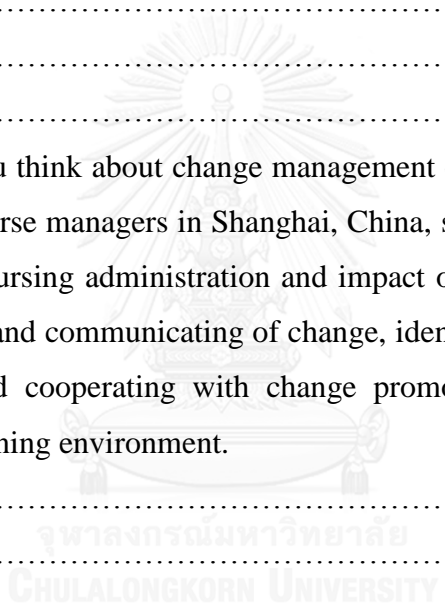 ................................................
................................................
................................................
u think about change management
rse managers in Shanghai, China, s
ursing administration and impact o
and communicating of change, iden
d cooperating with change promo
ning environment.
................................................
จุฬาลงกรณ์มหาวิทยาลัย
................................................
CHULALONGKORN UNIVERSITY